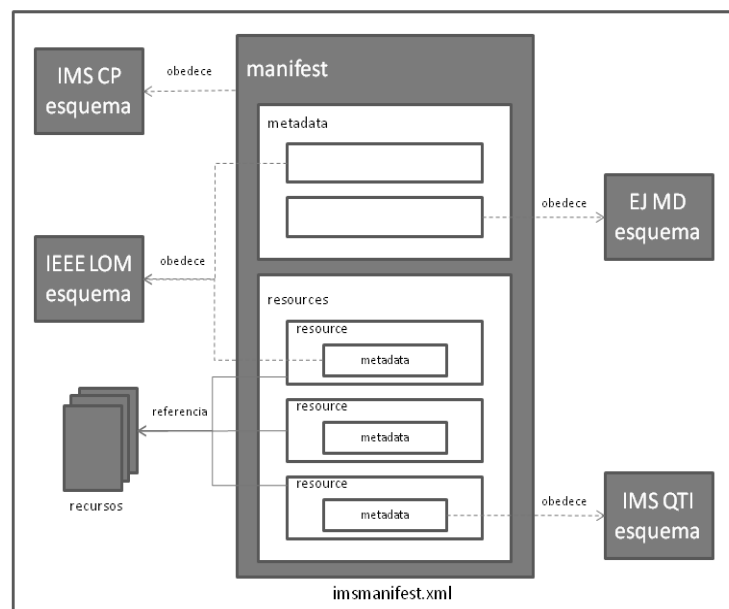 manifest
IMS CP
esquema
obedece
metadata
obedece
EJ MD
esquema
IEEE LOM
esquema
obedece
resources
resource
metadata
resource
metadata
referencia
recursos
resource
metadata
obedece
IMS QTI
esquema
imsmanifest.xml